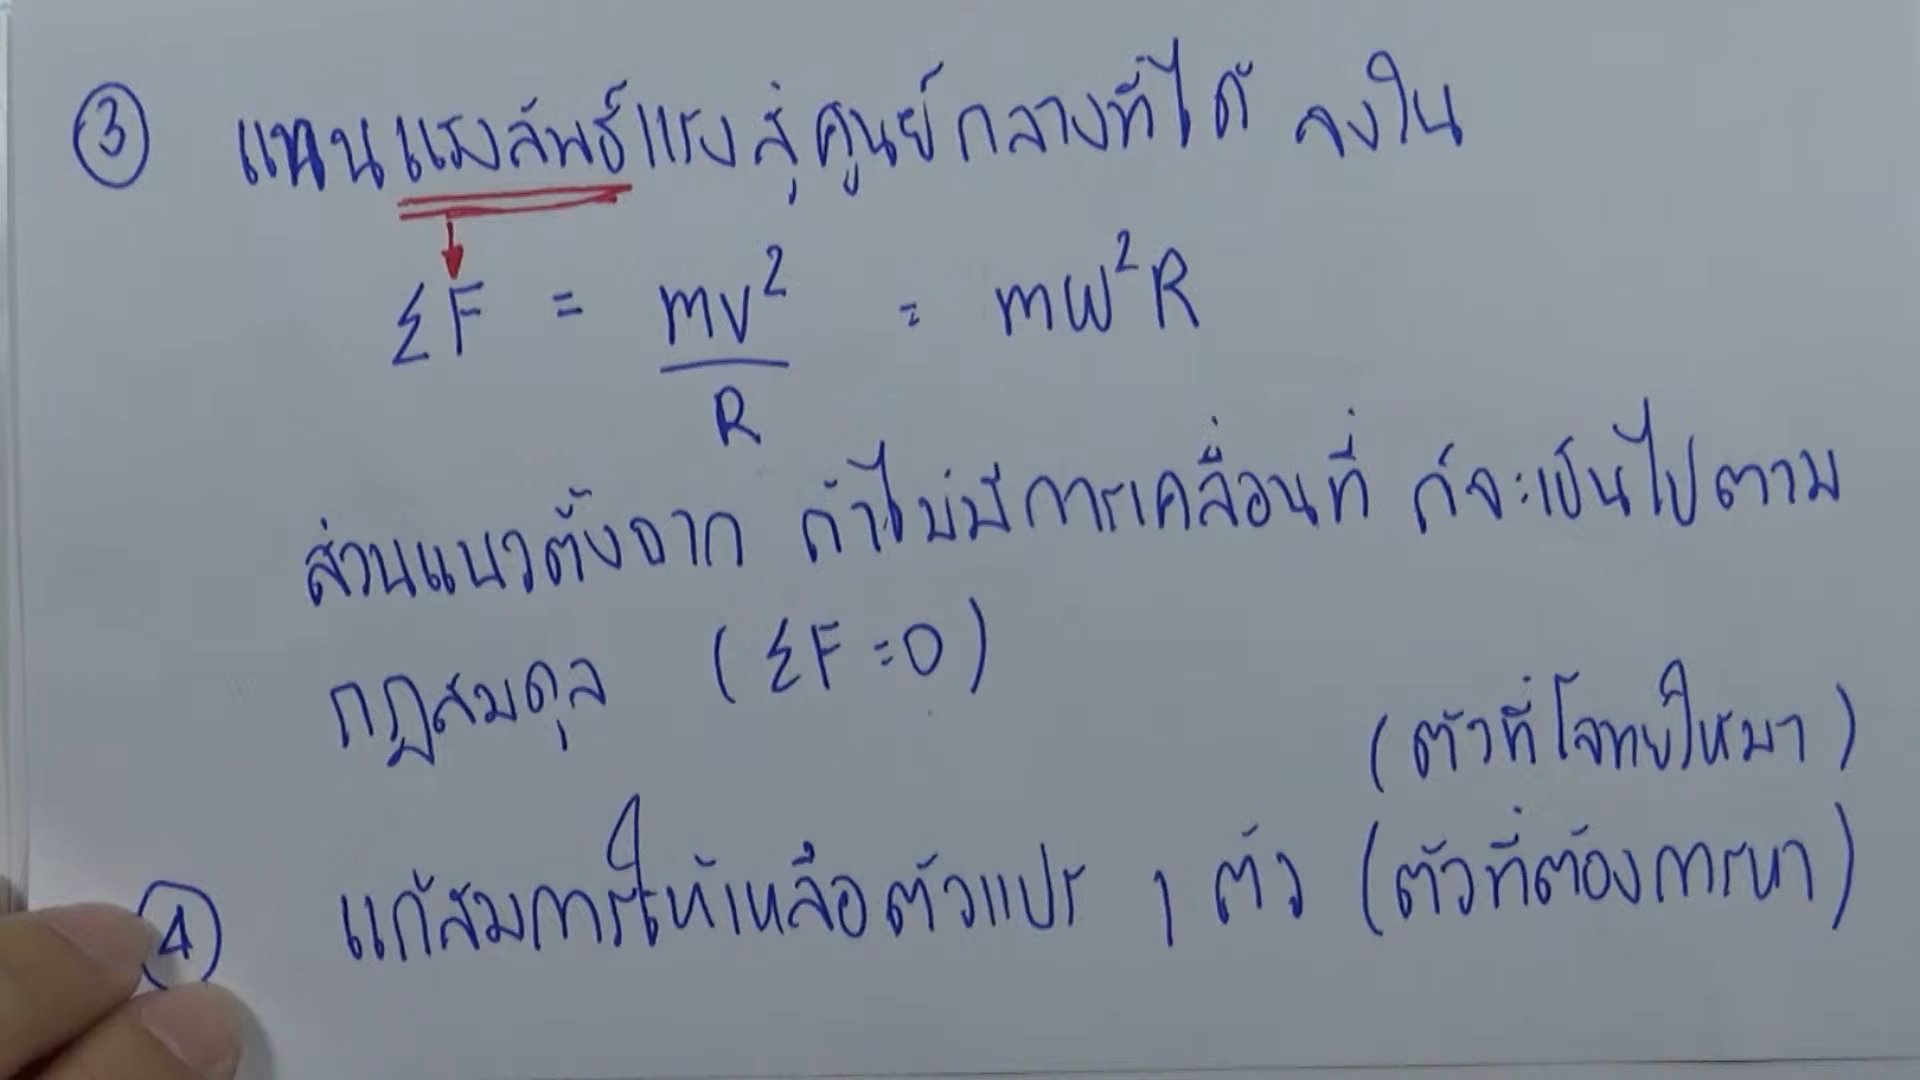 ③ แทนแรงลัพธ์แรงสู่ศูนย์กลางที่ได้ ลงใน
ΣF = mv²/R = mω²R
ส่วนแนวตั้งฉาก ถ้าไม่มีการเคลื่อนที่ ก็จะเป็นไปตาม
กฎสมดุล (ΣF = 0)
(ตัวที่โจทย์ให้มา)
④ แก้สมการให้เหลือตัวแปร 1 ตัว (ตัวที่ต้องการหา)